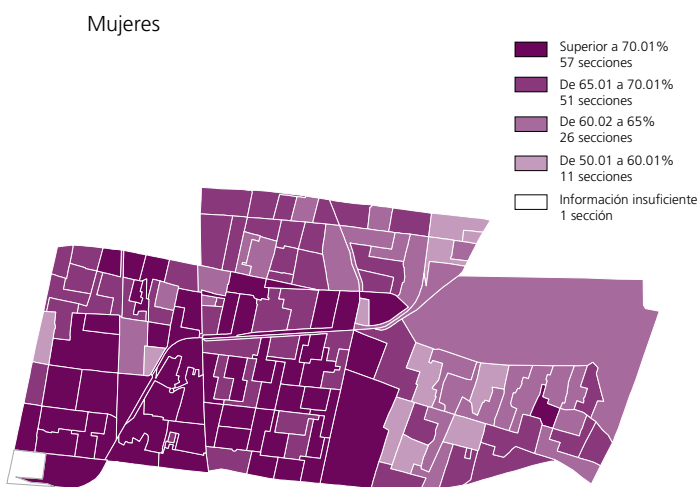 Mujeres
Superior a 70.01%
57 secciones
De 65.01 a 70.01%
51 secciones
De 60.02 a 65%
26 secciones
De 50.01 a 60.01%
11 secciones
Información insuficiente
1 sección